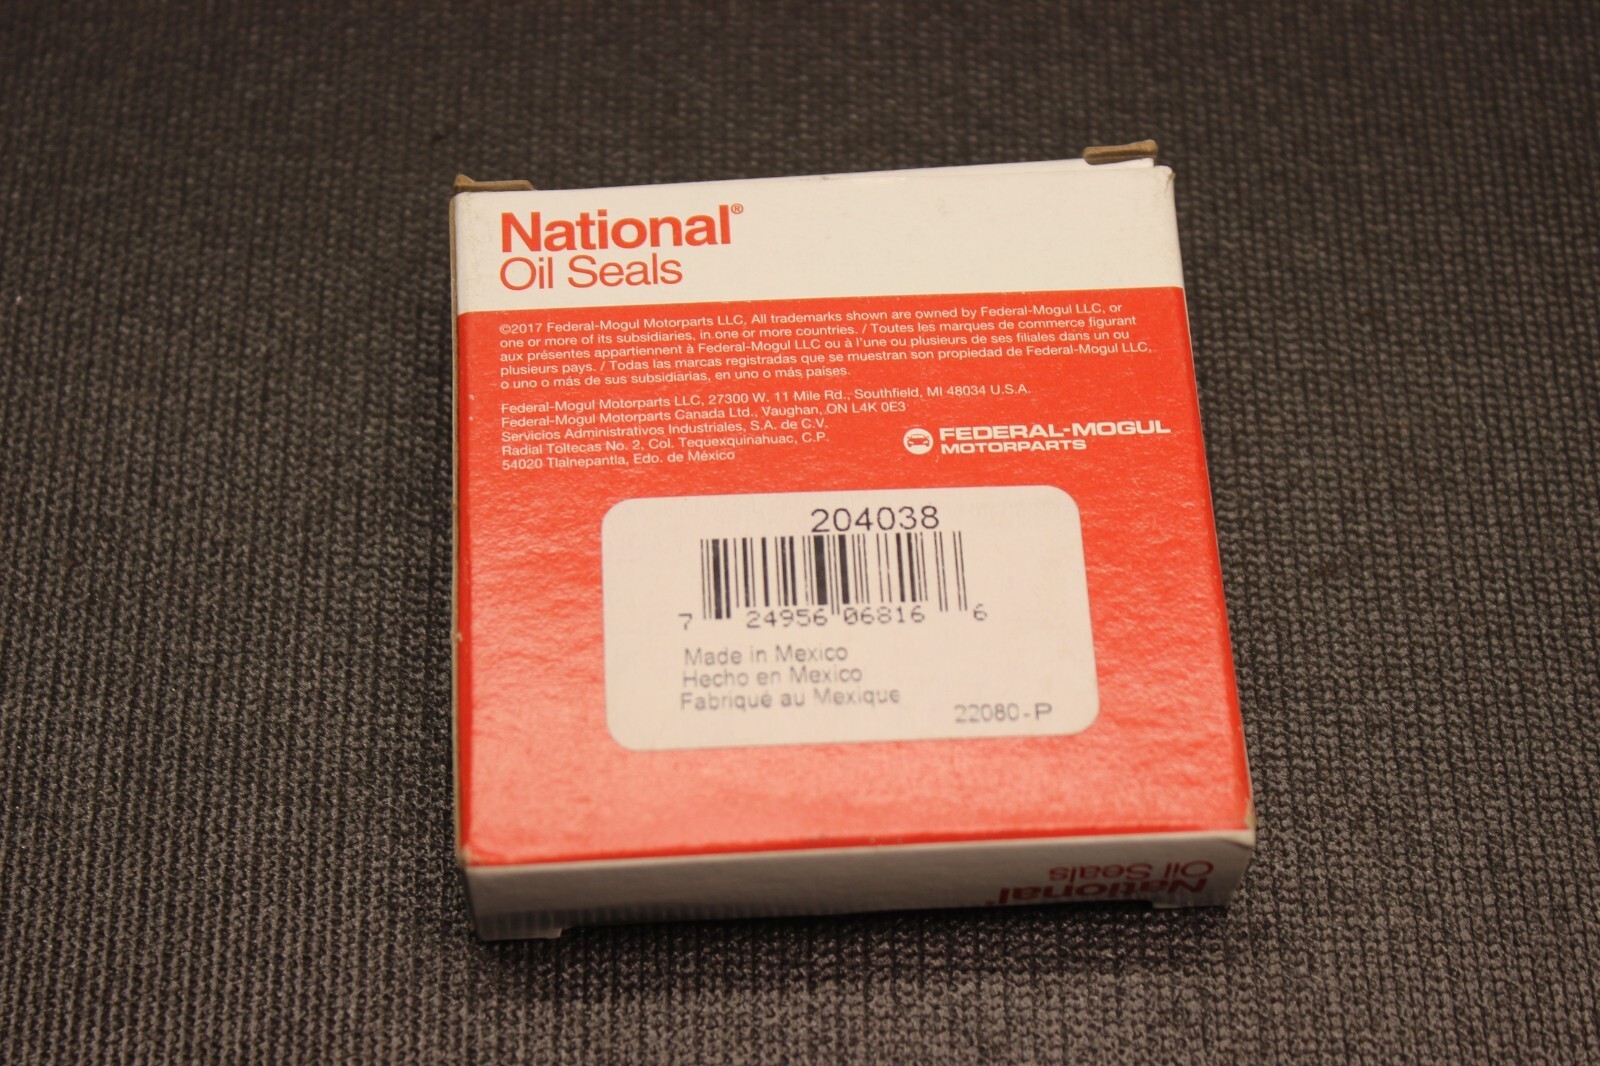 National®
Oil Seals
©2017 Federal-Mogul Motorparts LLC, All trademarks shown are owned by Federal-Mogul LLC, or
one or more of its subsidiaries, in one or more countries. / Toutes les marques de commerce figurant
aux présentes appartiennent à Federal-Mogul LLC ou à l'une ou plusieurs de ses filiales dans un ou
plusieurs pays. / Todas las marcas registradas que se muestran son propiedad de Federal-Mogul LLC,
o uno o más de sus subsidiarias, en uno o más países.
Federal-Mogul Motorparts LLC, 27300 W. 11 Mile Rd., Southfield, MI 48034 U.S.A.
Federal-Mogul Motorparts Canada Ltd., Vaughan, ON L4K 0E3
Servicios Administrativos Industriales, S.A. de C.V.
Radial Toltecas No. 2, Col. Tequexquinahuac, C.P.
54020 Tlalnepantla, Edo. de México
FEDERAL-MOGUL
MOTORPARTS
204038
7 24956 06816 6
Made in Mexico
Hecho en Mexico
Fabriqué au Mexique
22080-P
National®
Oil Seals